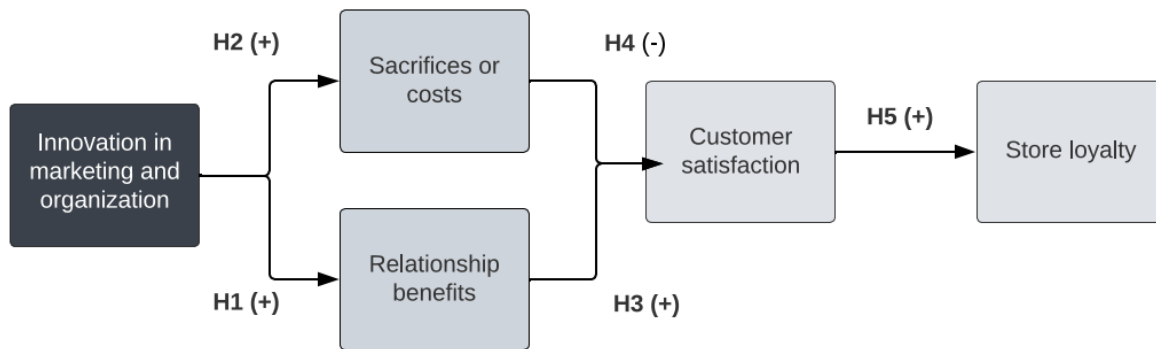 H2 (+)
Sacrifices or
costs
H4 (-)
Innovation in
marketing and
organization
Customer
satisfaction
H5 (+)
Store loyalty
H1 (+)
Relationship
benefits
H3 (+)